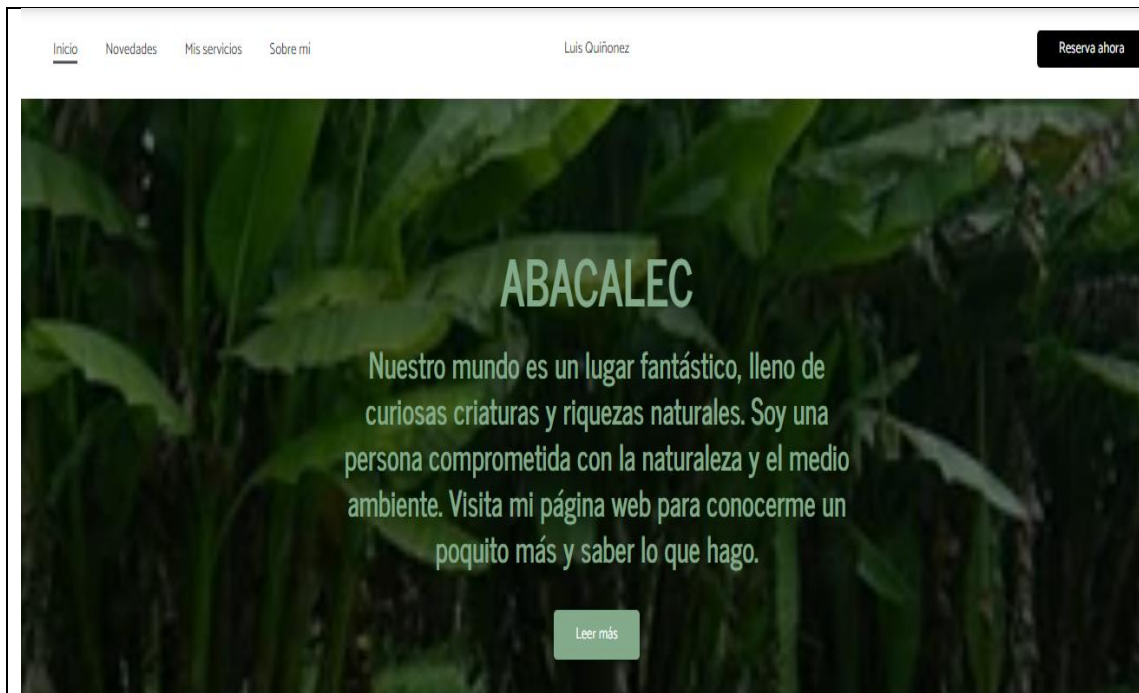 Inicio Novedades Mis servicios Sobre mí Luis Quiñonez Reserva ahora
ABACALEC
Nuestro mundo es un lugar fantástico, lleno de
curiosas criaturas y riquezas naturales. Soy una
persona comprometida con la naturaleza y el medio
ambiente. Visita mi página web para conocerme un
poquito más y saber lo que hago.
Leer más